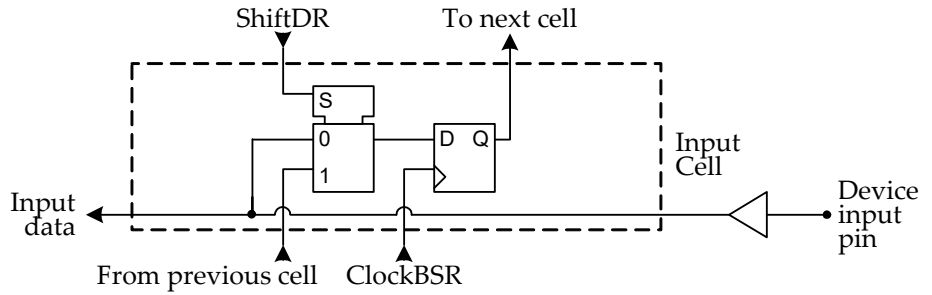 ShiftDR
To next cell
S
0
D Q
1
Input
Cell
Input
data
Device
input
pin
From previous cell
ClockBSR